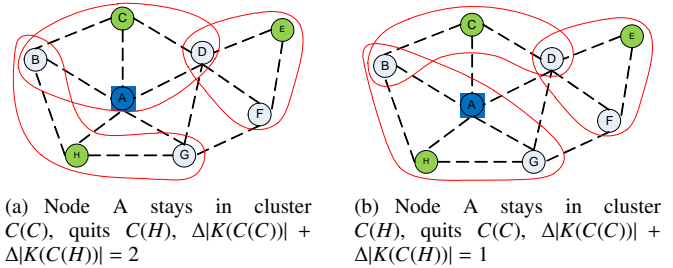 C
B
D
E
A
F
H
G
C
B
D
E
A
F
H
G
(a) Node A stays in cluster
C(C), quits C(H), Δ|K(C(C))| +
Δ|K(C(H))| = 2
(b) Node A stays in cluster
C(H), quits C(C), Δ|K(C(C))| +
Δ|K(C(H))| = 1